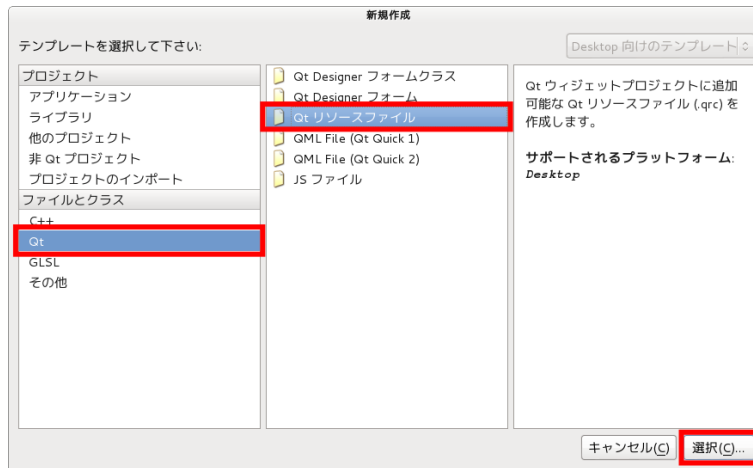 新規作成
テンプレートを選択して下さい:
Desktop 向けのテンプレート
プロジェクト
アプリケーション
ライブラリ
他のプロジェクト
非 Qt プロジェクト
プロジェクトのインポート
ファイルとクラス
C++
Qt
GLSL
その他
Qt Designer フォームクラス
Qt Designer フォーム
Qt リソースファイル
QML File (Qt Quick 1)
QML File (Qt Quick 2)
JS ファイル
Qt ウィジェットプロジェクトに追加
可能な Qt リソースファイル (.qrc) を
作成します。
サポートされるプラットフォーム:
Desktop
キャンセル(C)
選択(C)...